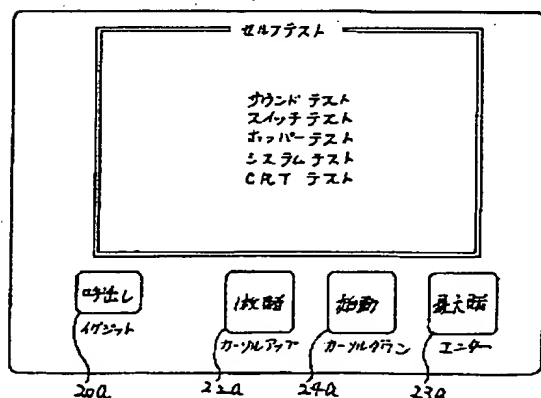 セルフテスト
サウンド テスト
スイッチ テスト
ホッパー テスト
システム テスト
CRT テスト
呼出し 1枚賭 始動 最大賭
イグジット カーソルアップ カーソルダウン エンター
20a 22a 24a 23a